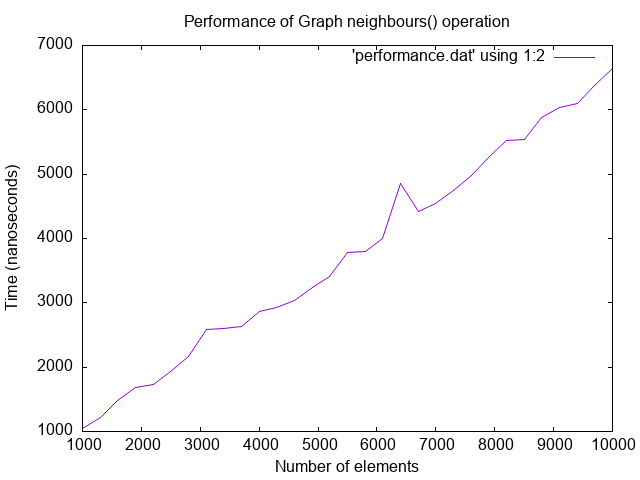 Performance of Graph neighbours() operation
'performance.dat' using 1:2
7000
6000
5000
4000
3000
2000
1000
Time (nanoseconds)
1000 2000 3000 4000 5000 6000 7000 8000 9000 10000
Number of elements